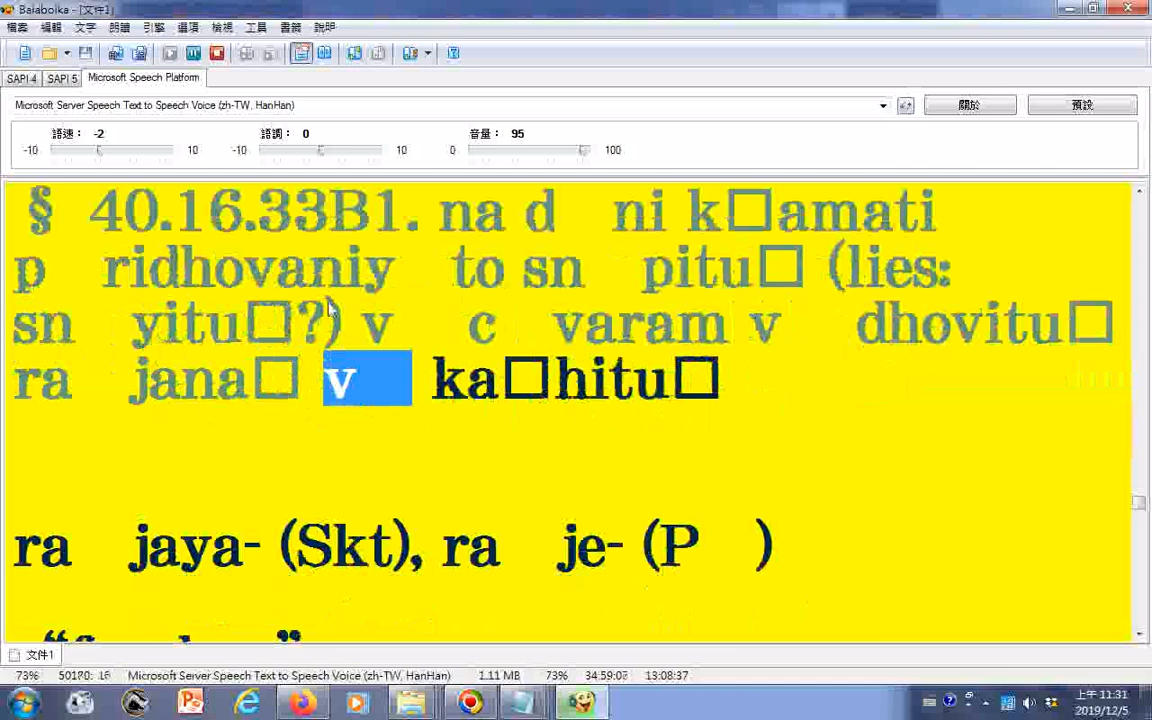 Balabolka - [文件1]
檔案 編輯 文字 朗讀 引擎 選項 檢視 工具 書籤 說明
SAPI 4 SAPI 5 Microsoft Speech Platform
Microsoft Server Speech Text to Speech Voice (zh-TW, HanHan) 關於 預設
語速： -2 語調： 0 音量： 95
-10 10 -10 10 0 100
§ 40.16.33B1. na d ni k□amati
p ridhovaniy to sn pitu□ (lies:
sn yitu□?) v c varam v dhovitu□
ra jana□ v ka□hitu□
ra jaya- (Skt), ra je- (P )
文件1
73% 50180: 16 Microsoft Server Speech Text to Speech Voice (zh-TW, HanHan) 1.11 MB 73% 34:59:03 13:08:37
上午 11:31
2019/12/5